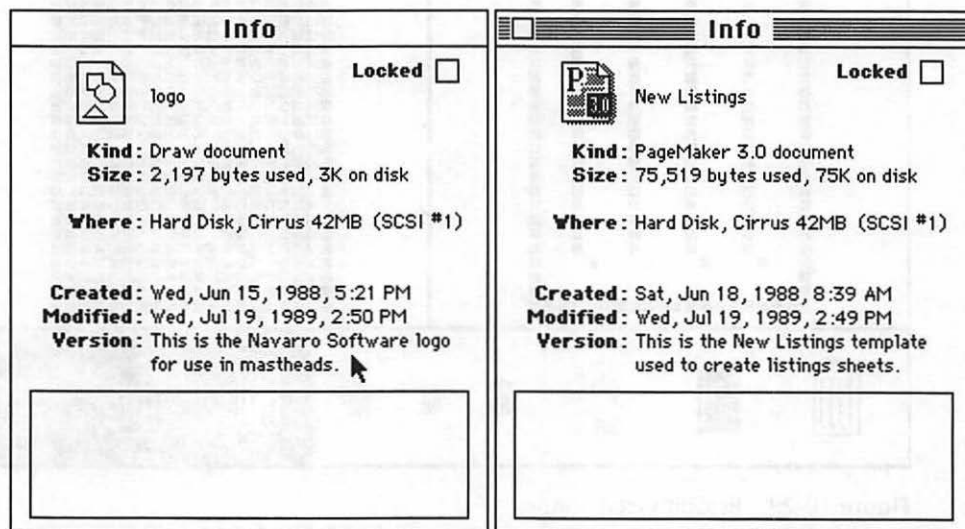 Info
Locked
logo
Kind: Draw document
Size: 2,197 bytes used, 3K on disk
Where: Hard Disk, Cirrus 42MB (SCSI #1)
Created: Wed, Jun 15, 1988, 5:21 PM
Modified: Wed, Jul 19, 1989, 2:50 PM
Version: This is the Navarro Software logo
for use in mastheads.
Info
Locked
P
3.0
New Listings
Kind: PageMaker 3.0 document
Size: 75,519 bytes used, 75K on disk
Where: Hard Disk, Cirrus 42MB (SCSI #1)
Created: Sat, Jun 18, 1988, 8:39 AM
Modified: Wed, Jul 19, 1989, 2:49 PM
Version: This is the New Listings template
used to create listings sheets.